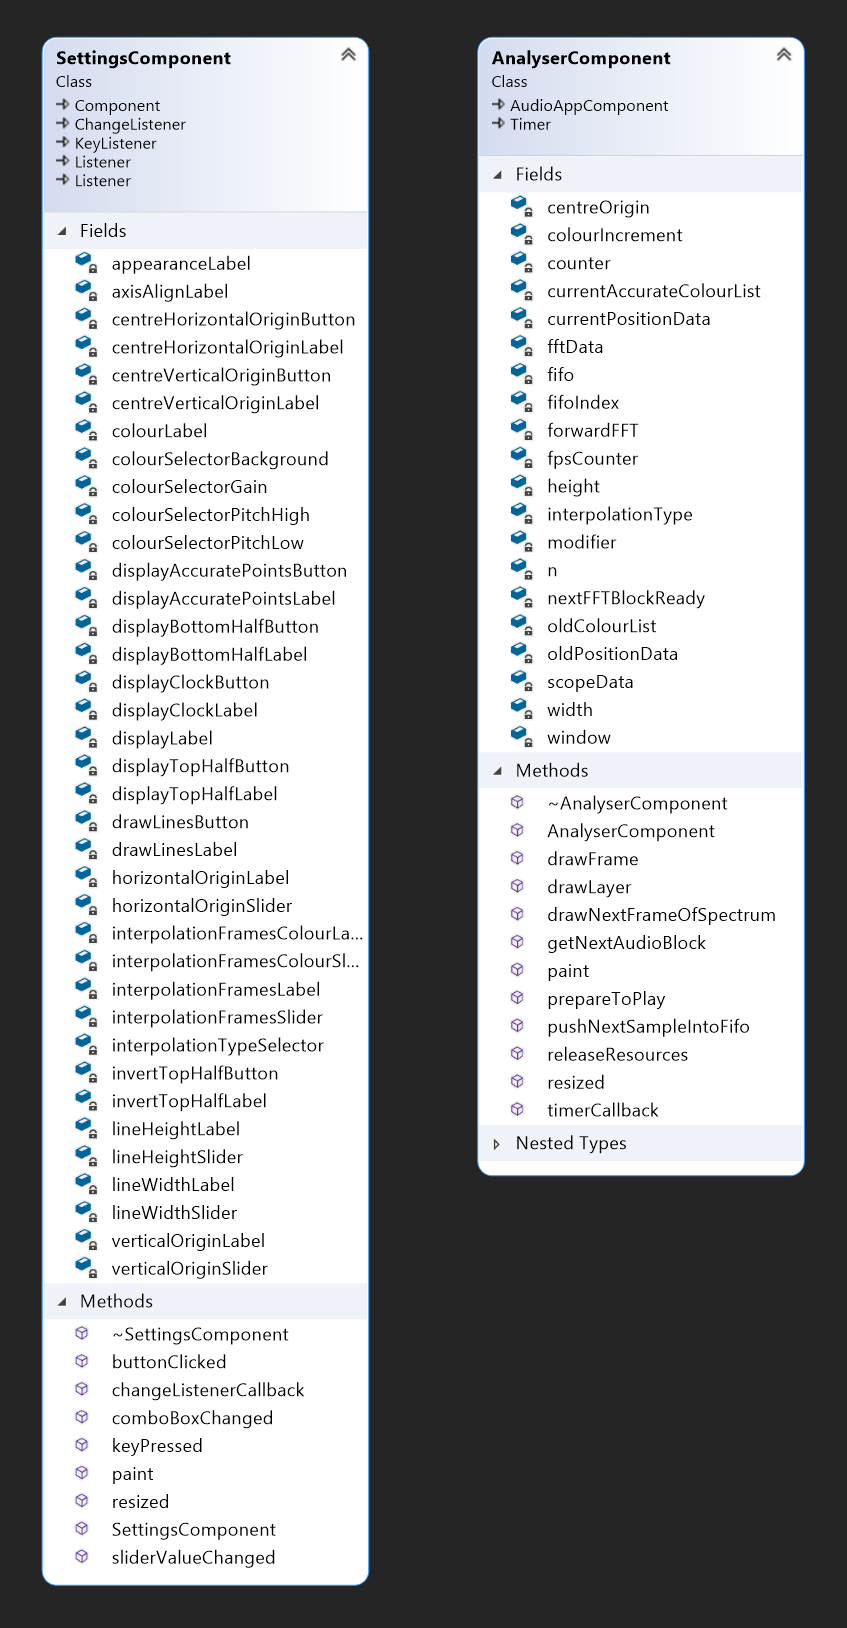 SettingsComponent
Class
Component
ChangeListener
KeyListener
Listener
Listener
Fields
appearanceLabel
axisAlignLabel
centreHorizontalOriginButton
centreHorizontalOriginLabel
centreVerticalOriginButton
centreVerticalOriginLabel
colourLabel
colourSelectorBackground
colourSelectorGain
colourSelectorPitchHigh
colourSelectorPitchLow
displayAccuratePointsButton
displayAccuratePointsLabel
displayBottomHalfButton
displayBottomHalfLabel
displayClockButton
displayClockLabel
displayLabel
displayTopHalfButton
displayTopHalfLabel
drawLinesButton
drawLinesLabel
horizontalOriginLabel
horizontalOriginSlider
interpolationFramesColourLa...
interpolationFramesColourSl...
interpolationFramesLabel
interpolationFramesSlider
interpolationTypeSelector
invertTopHalfButton
invertTopHalfLabel
lineHeightLabel
lineHeightSlider
lineWidthLabel
lineWidthSlider
verticalOriginLabel
verticalOriginSlider
Methods
~SettingsComponent
buttonClicked
changeListenerCallback
comboBoxChanged
keyPressed
paint
resized
SettingsComponent
sliderValueChanged
AnalyserComponent
Class
AudioAppComponent
Timer
Fields
centreOrigin
colourIncrement
counter
currentAccurateColourList
currentPositionData
fftData
fifo
fifoIndex
forwardFFT
fpsCounter
height
interpolationType
modifier
n
nextFFTBlockReady
oldColourList
oldPositionData
scopeData
width
window
Methods
~AnalyserComponent
AnalyserComponent
drawFrame
drawLayer
drawNextFrameOfSpectrum
getNextAudioBlock
paint
prepareToPlay
pushNextSampleIntoFifo
releaseResources
resized
timerCallback
Nested Types